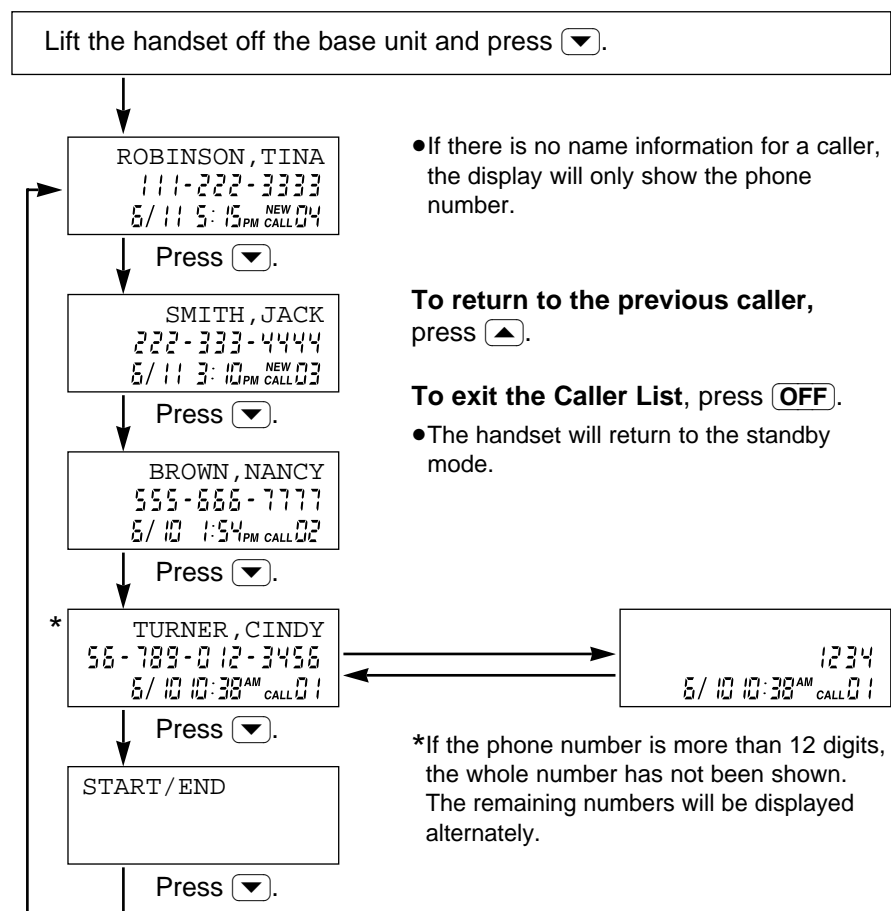 Lift the handset off the base unit and press ▼.
ROBINSON,TINA
111-222-3333
6/11 5:15PM NEW CALL 04
Press ▼.
SMITH,JACK
222-333-4444
6/11 3:10PM NEW CALL 03
Press ▼.
BROWN,NANCY
555-666-7777
6/10 1:54PM CALL 02
Press ▼.
*
TURNER,CINDY
56-789-012-3456
6/10 10:38AM CALL 01
Press ▼.
START/END
Press ▼.
●If there is no name information for a caller,
the display will only show the phone
number.
To return to the previous caller,
press ▲.
To exit the Caller List, press OFF.
●The handset will return to the standby
mode.
1234
6/10 10:38AM CALL 01
*If the phone number is more than 12 digits,
the whole number has not been shown.
The remaining numbers will be displayed
alternately.